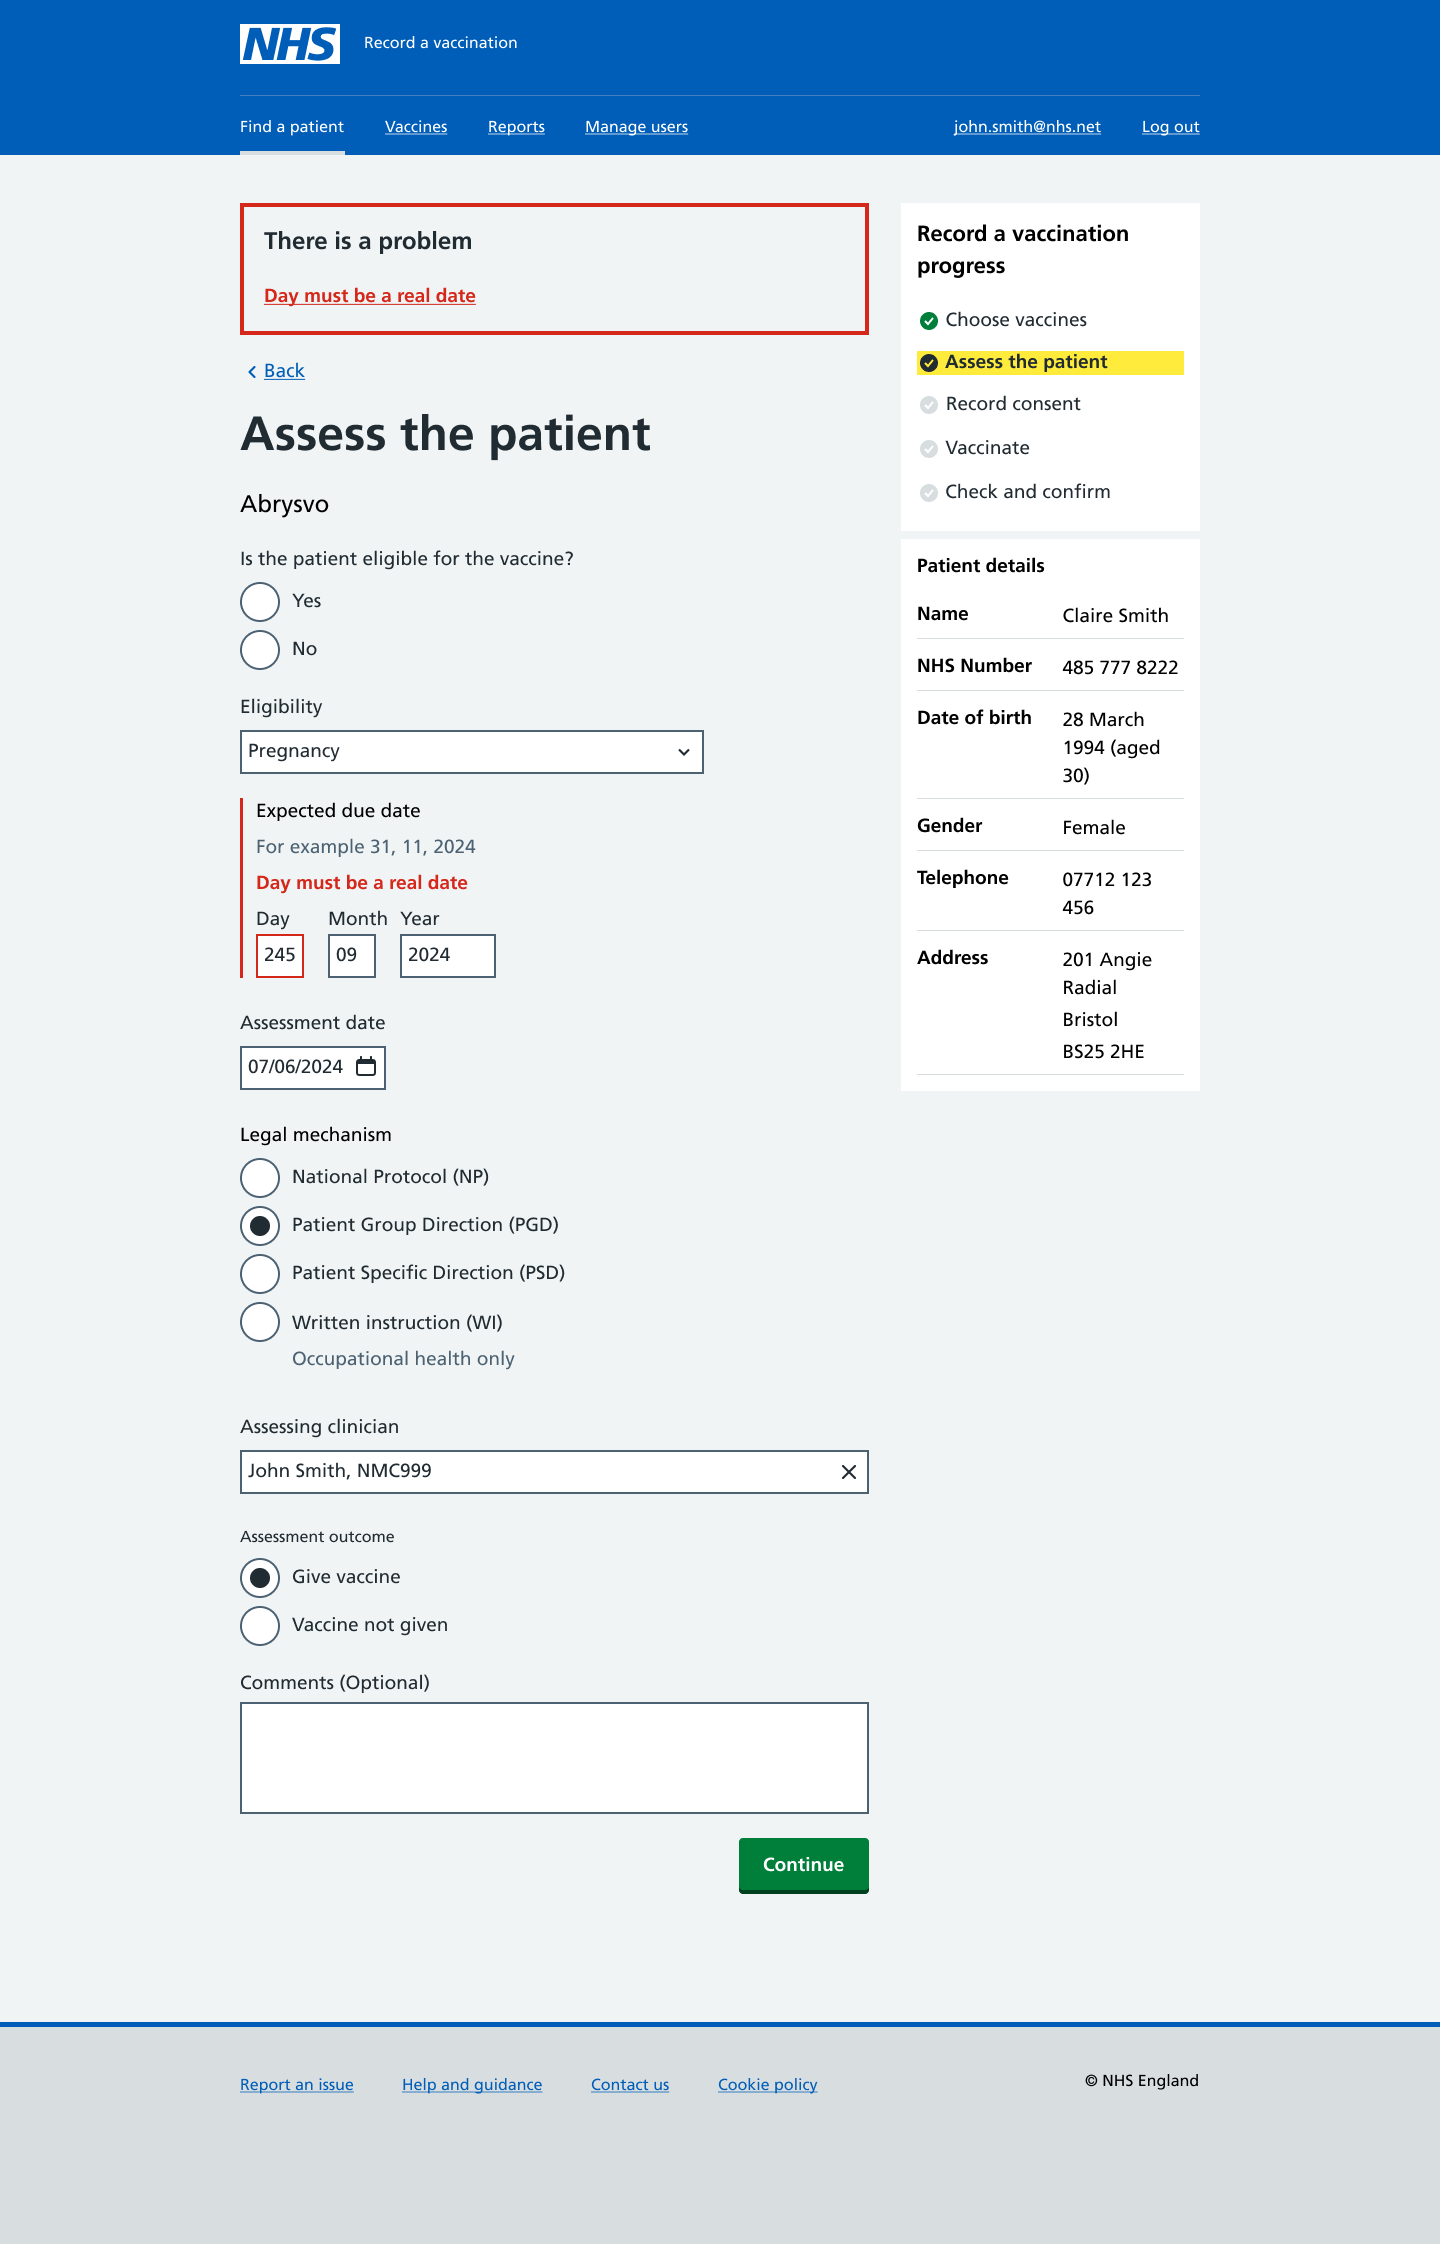 NHS
Record a vaccination
Find a patient
Vaccines
Reports
Manage users
john.smith@nhs.net
Log out
There is a problem
Day must be a real date
Back
Assess the patient
Abrysvo
Is the patient eligible for the vaccine?
Yes
No
Eligibility
Pregnancy
Expected due date
For example 31, 11, 2024
Day must be a real date
Day Month Year
245 09 2024
Assessment date
07/06/2024
Legal mechanism
National Protocol (NP)
Patient Group Direction (PGD)
Patient Specific Direction (PSD)
Written instruction (WI)
Occupational health only
Assessing clinician
John Smith, NMC999
Assessment outcome
Give vaccine
Vaccine not given
Comments (Optional)
Continue
Record a vaccination
progress
Choose vaccines
Assess the patient
Record consent
Vaccinate
Check and confirm
Patient details
Name Claire Smith
NHS Number 485 777 8222
Date of birth 28 March
1994 (aged
30)
Gender Female
Telephone 07712 123
456
Address 201 Angie
Radial
Bristol
BS25 2HE
Report an issue
Help and guidance
Contact us
Cookie policy
© NHS England